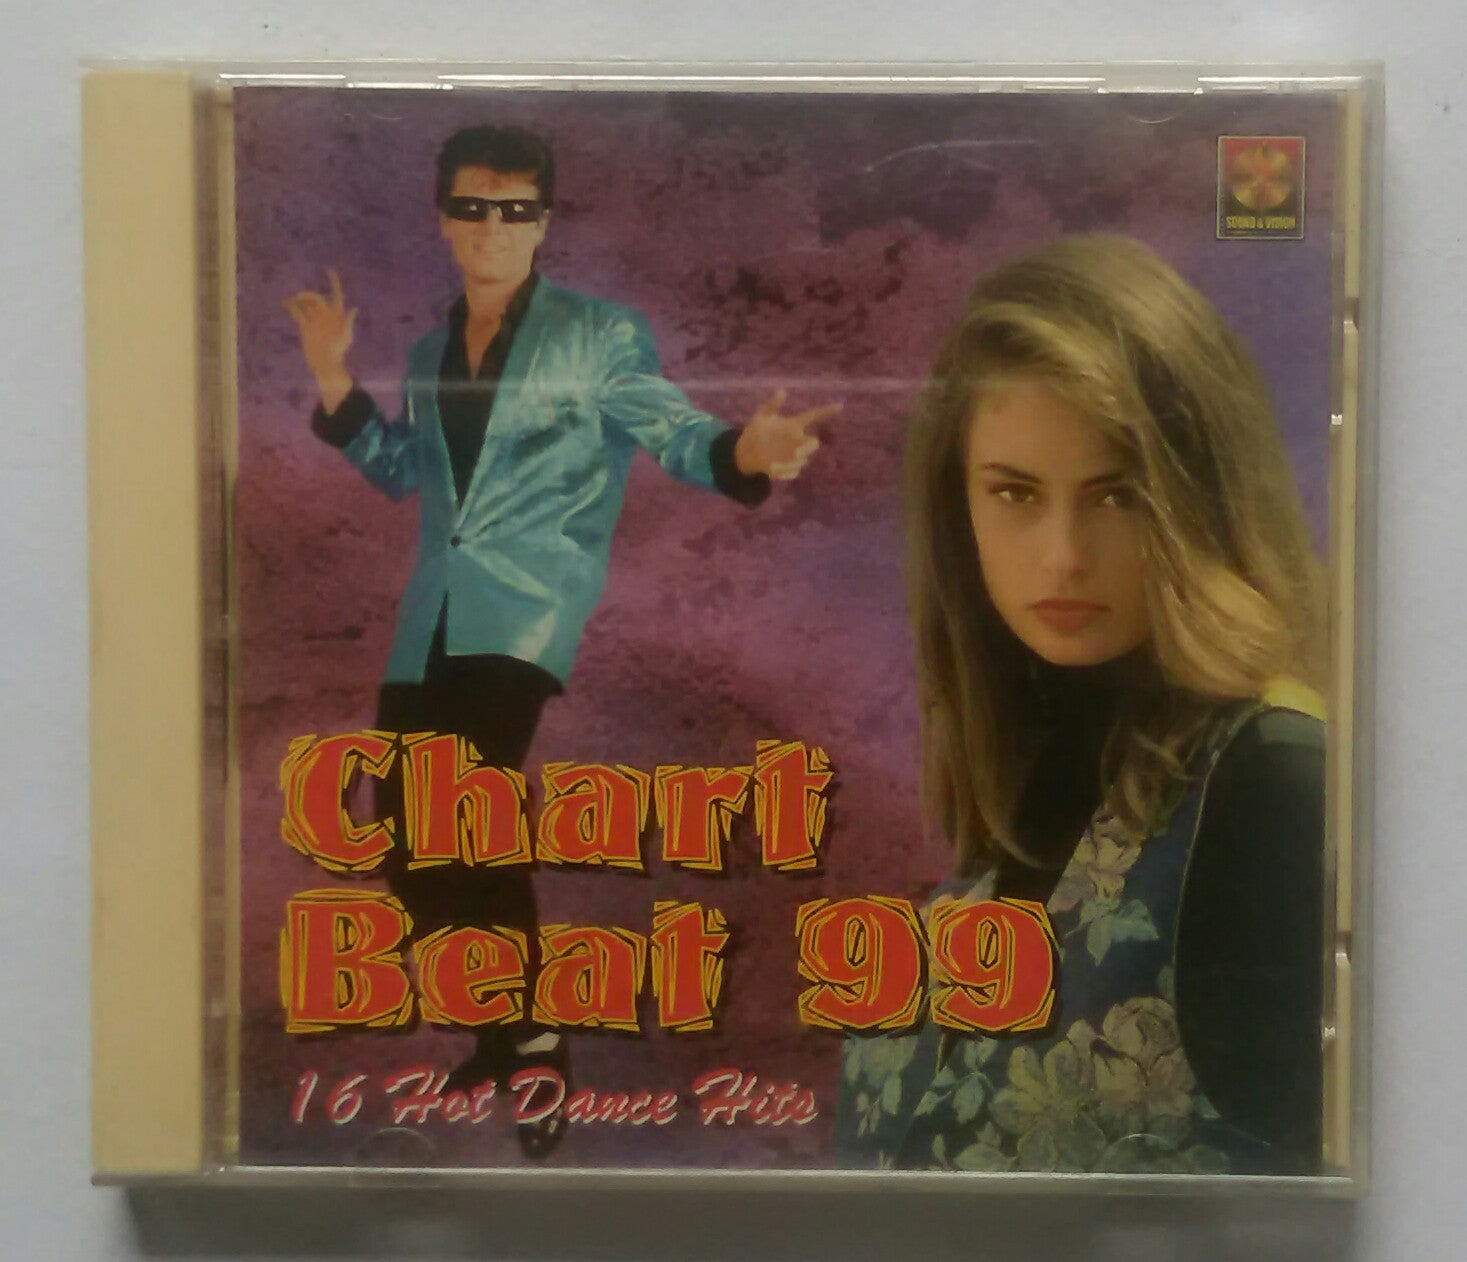 SOUND & VISION
Chart
Beat 99
16 Hot Dance Hits